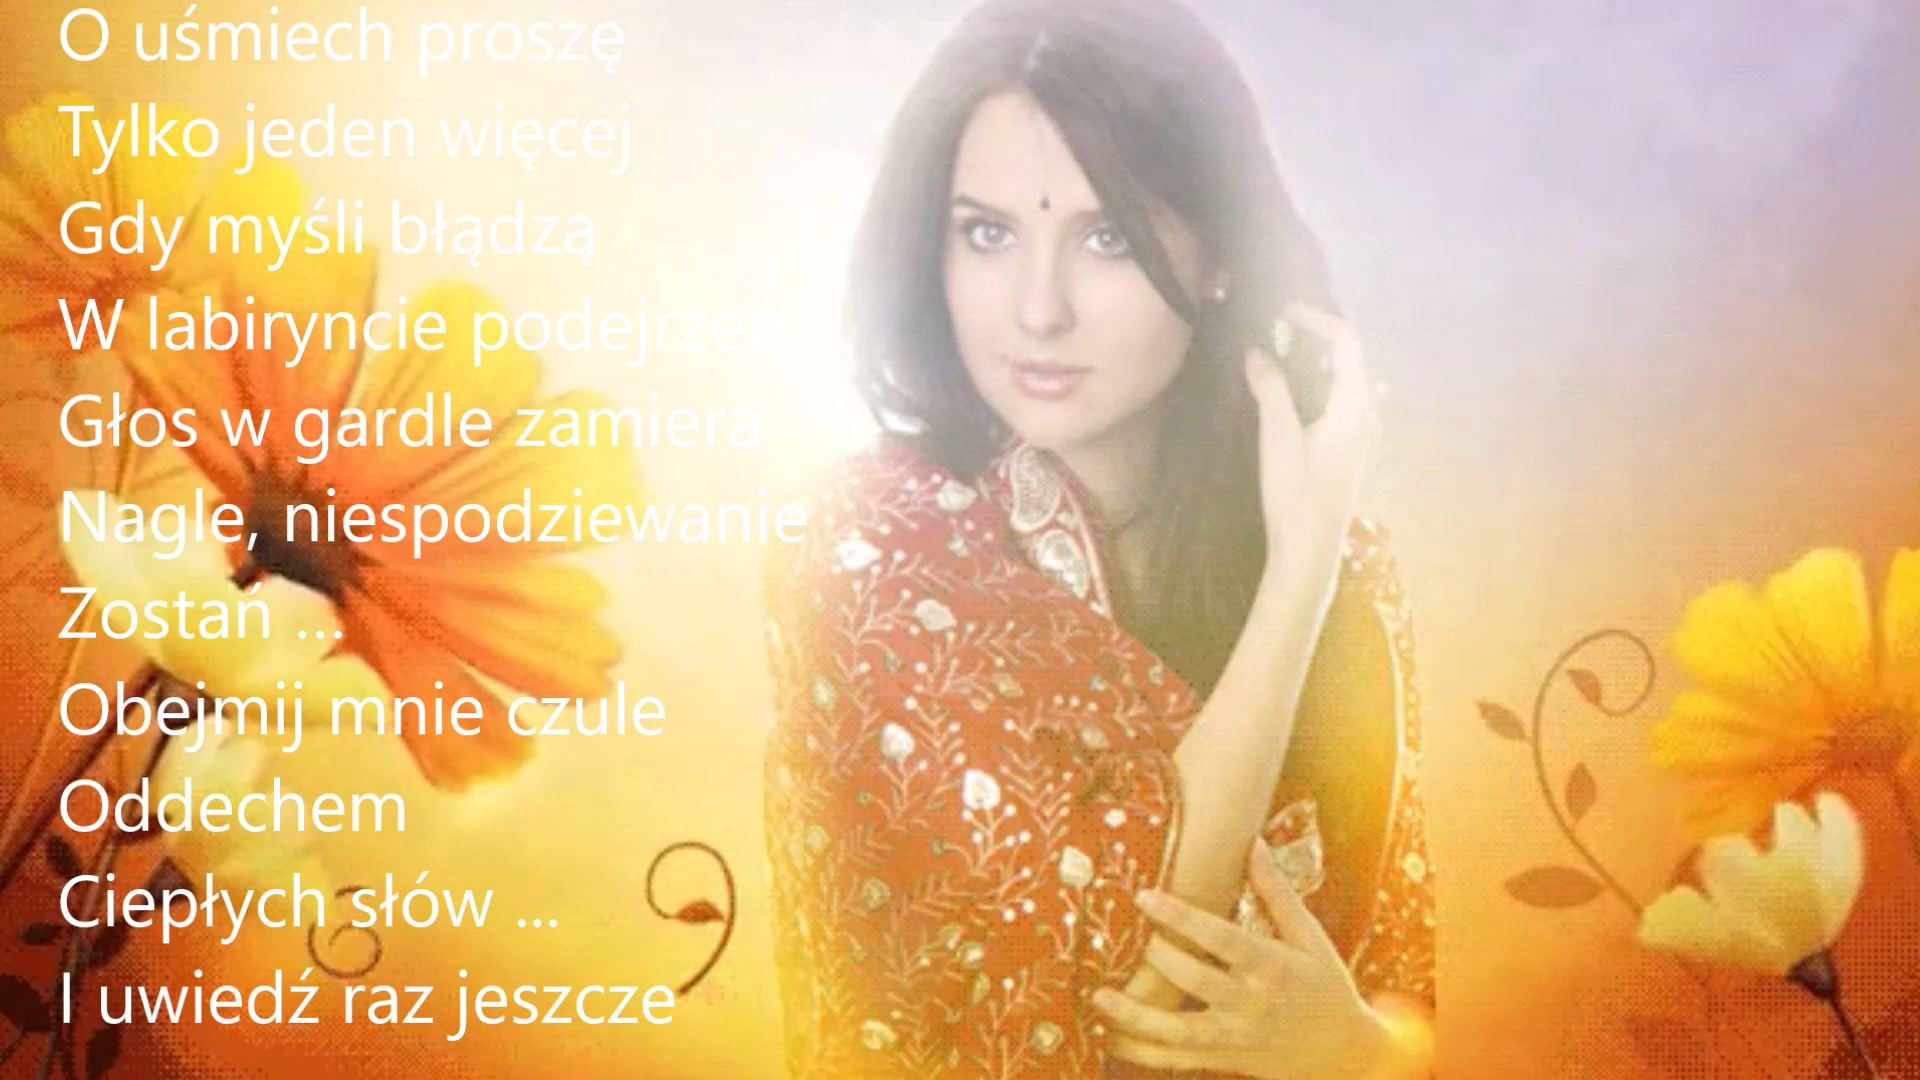 O uśmiech proszę
Tylko jeden więcej
Gdy myśli błądzą
W labiryncie podejrzeń
Głos w gardle zamiera
Nagle, niespodziewanie
Zostań ...
Obejmij mnie czule
Oddechem
Ciepłych słów ...
I uwiedź raz jeszcze